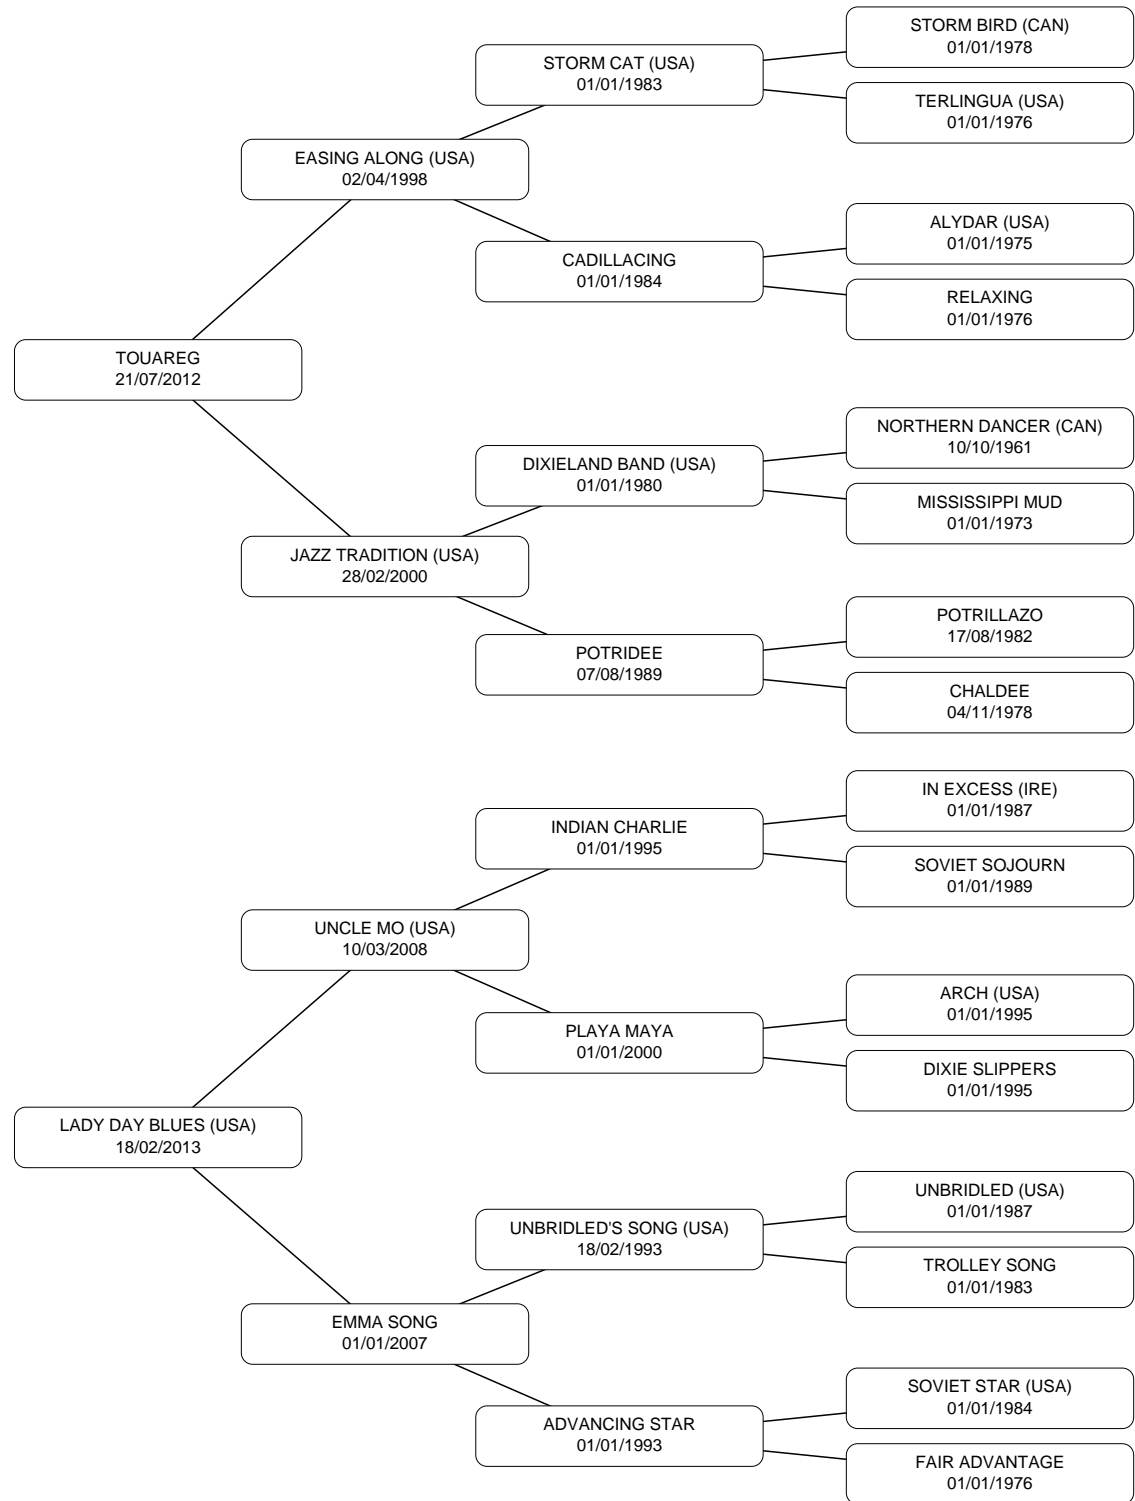 STORM BIRD (CAN)
01/01/1978
STORM CAT (USA)
01/01/1983
TERLINGUA (USA)
01/01/1976
EASING ALONG (USA)
02/04/1998
ALYDAR (USA)
01/01/1975
CADILLACING
01/01/1984
RELAXING
01/01/1976
TOUAREG
21/07/2012
NORTHERN DANCER (CAN)
10/10/1961
DIXIELAND BAND (USA)
01/01/1980
MISSISSIPPI MUD
01/01/1973
JAZZ TRADITION (USA)
28/02/2000
POTRILLAZO
17/08/1982
POTRIDEE
07/08/1989
CHALDEE
04/11/1978
IN EXCESS (IRE)
01/01/1987
INDIAN CHARLIE
01/01/1995
SOVIET SOJOURN
01/01/1989
UNCLE MO (USA)
10/03/2008
ARCH (USA)
01/01/1995
PLAYA MAYA
01/01/2000
DIXIE SLIPPERS
01/01/1995
LADY DAY BLUES (USA)
18/02/2013
UNBRIDLED (USA)
01/01/1987
UNBRIDLED'S SONG (USA)
18/02/1993
TROLLEY SONG
01/01/1983
EMMA SONG
01/01/2007
SOVIET STAR (USA)
01/01/1984
ADVANCING STAR
01/01/1993
FAIR ADVANTAGE
01/01/1976